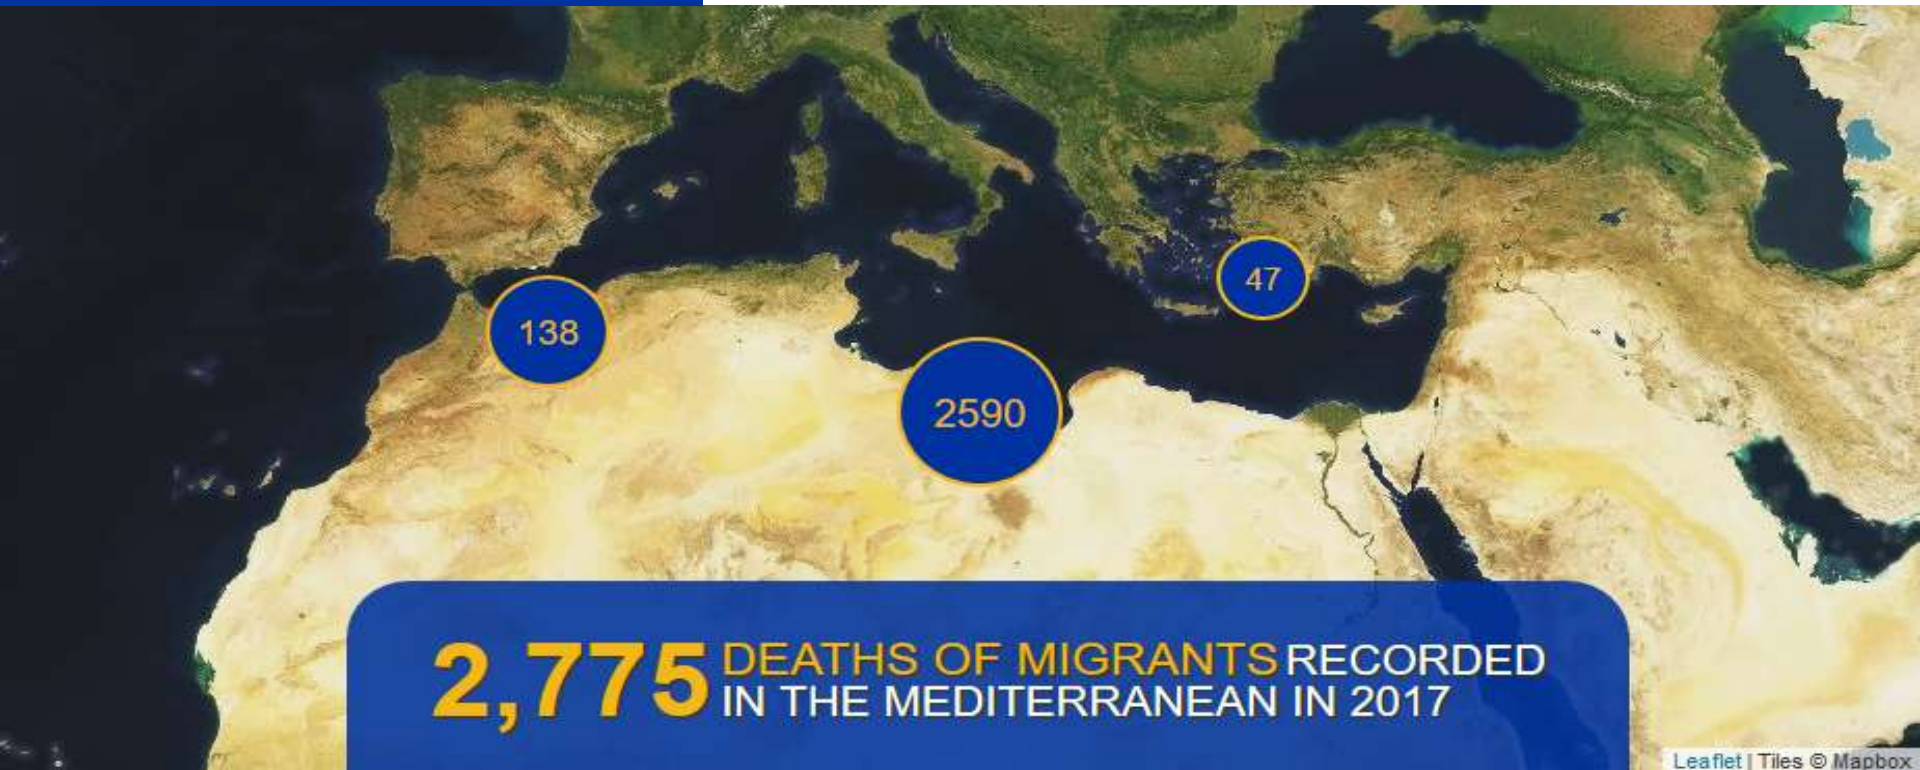 47
138
2590
2,775 DEATHS OF MIGRANTS RECORDED
IN THE MEDITERRANEAN IN 2017
Leaflet | Tiles © Mapbox